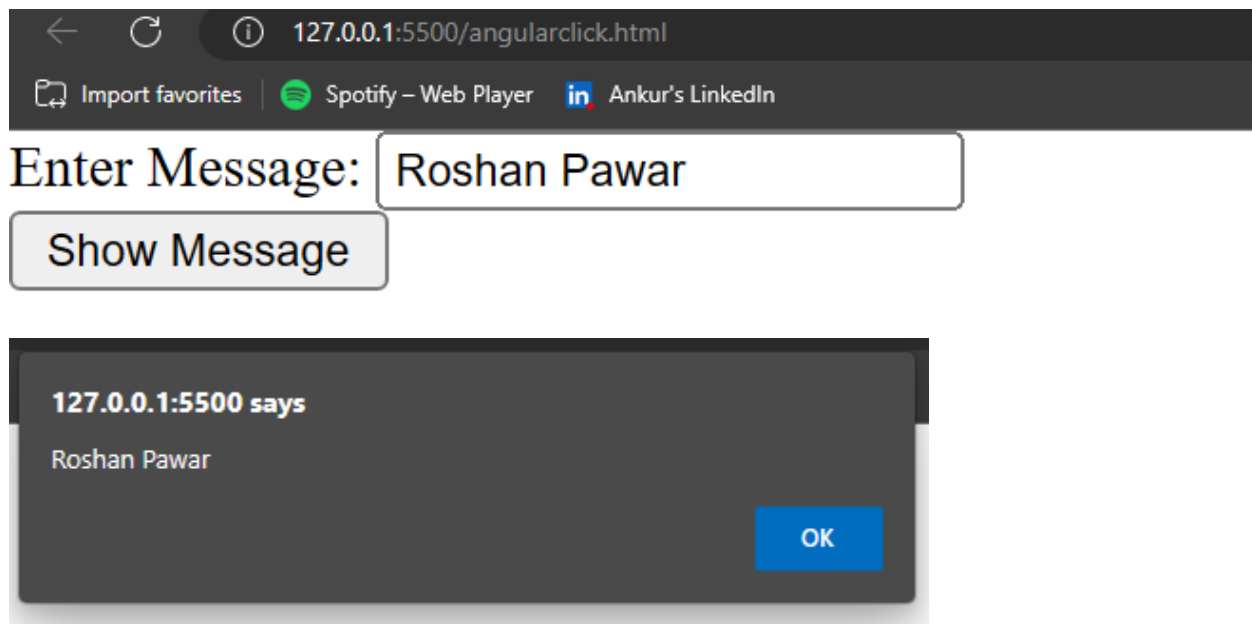 127.0.0.1:5500/angularclick.html
Import favorites Spotify – Web Player in Ankur's LinkedIn
Enter Message: Roshan Pawar
Show Message
127.0.0.1:5500 says
Roshan Pawar
OK